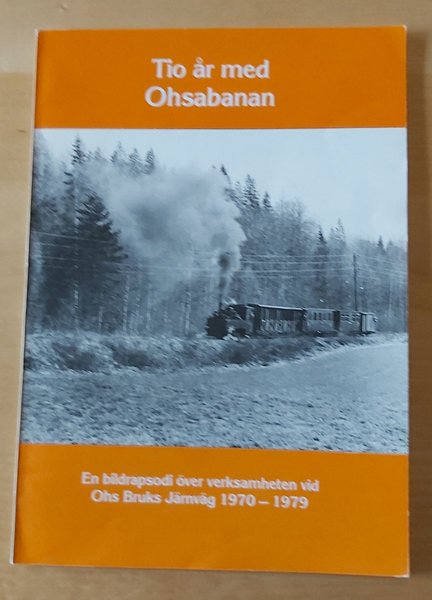 Tio år med
Ohsabanan
En bildrapsodi över verksamheten vid
Ohs Bruks Järnväg 1970 – 1979